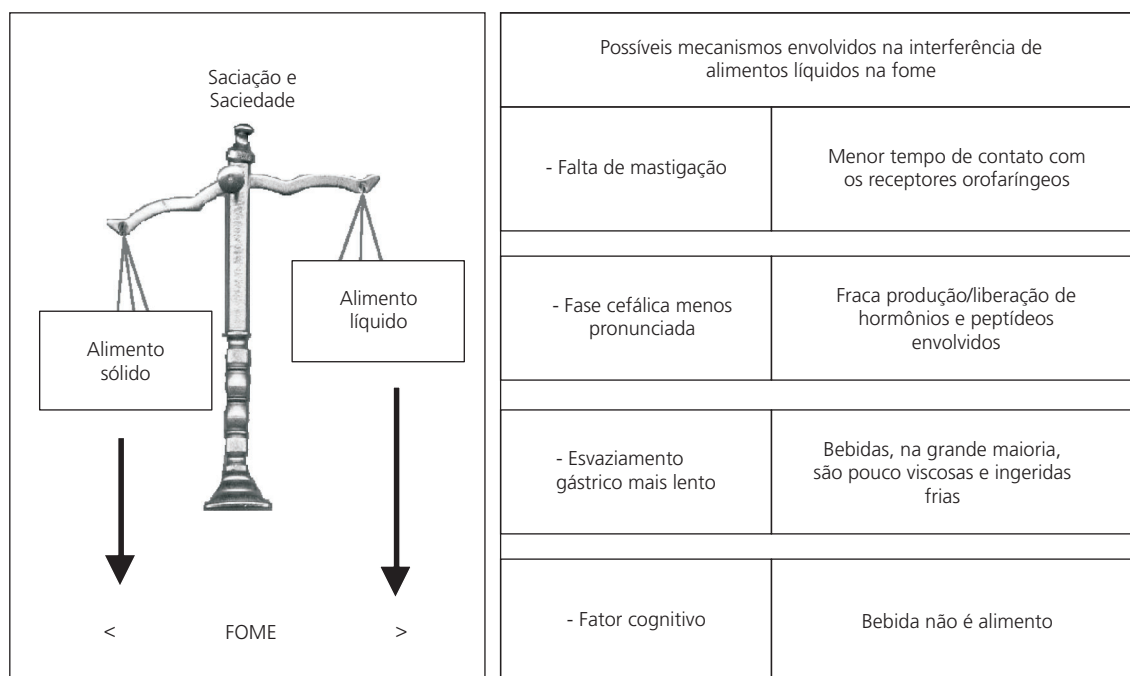 Saciação e
Saciedade
Alimento
sólido
Alimento
líquido
<
FOME
>
Possíveis mecanismos envolvidos na interferência de
alimentos líquidos na fome
- Falta de mastigação
Menor tempo de contato com
os receptores orofaríngeos
- Fase cefálica menos
pronunciada
Fraca produção/liberação de
hormônios e peptídeos
envolvidos
- Esvaziamento
gástrico mais lento
Bebidas, na grande maioria,
são pouco viscosas e ingeridas
frias
- Fator cognitivo
Bebida não é alimento